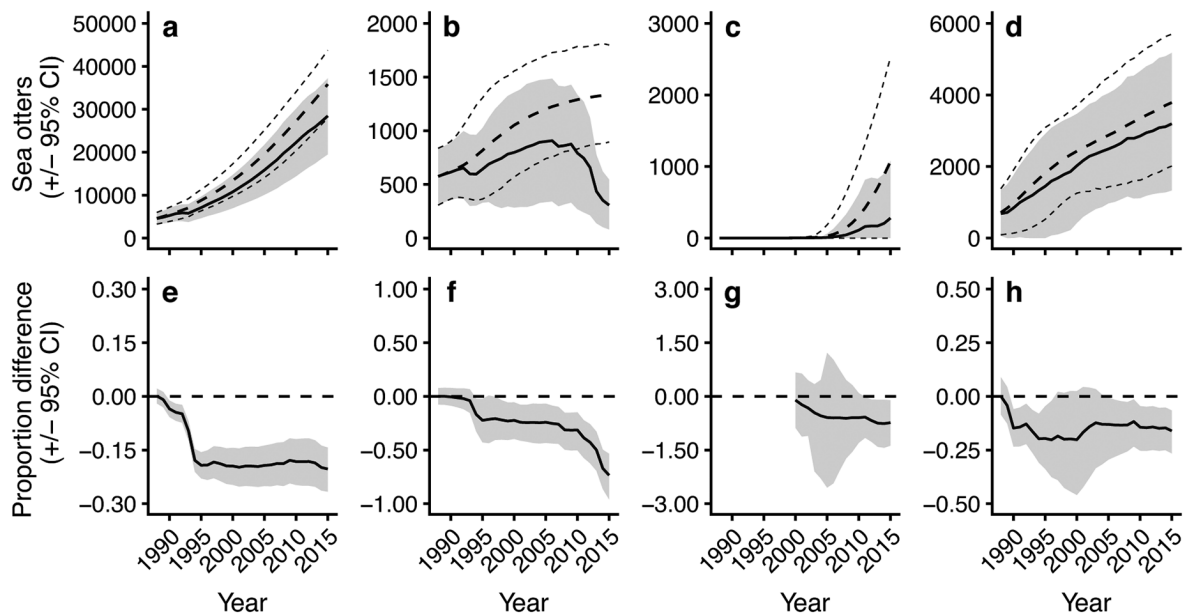 Sea otters
(+/− 95% CI)
a
50000
40000
30000
20000
10000
0
b
2000
1500
1000
500
0
c
3000
2000
1000
0
d
6000
4000
2000
0
Proportion difference
(+/− 95% CI)
e
0.30
0.15
0.00
−0.15
−0.30
1990 1995 2000 2005 2010 2015
Year
f
1.00
0.50
0.00
−0.50
−1.00
1990 1995 2000 2005 2010 2015
Year
g
3.00
1.50
0.00
−1.50
−3.00
1990 1995 2000 2005 2010 2015
Year
h
0.50
0.25
0.00
−0.25
−0.50
1990 1995 2000 2005 2010 2015
Year